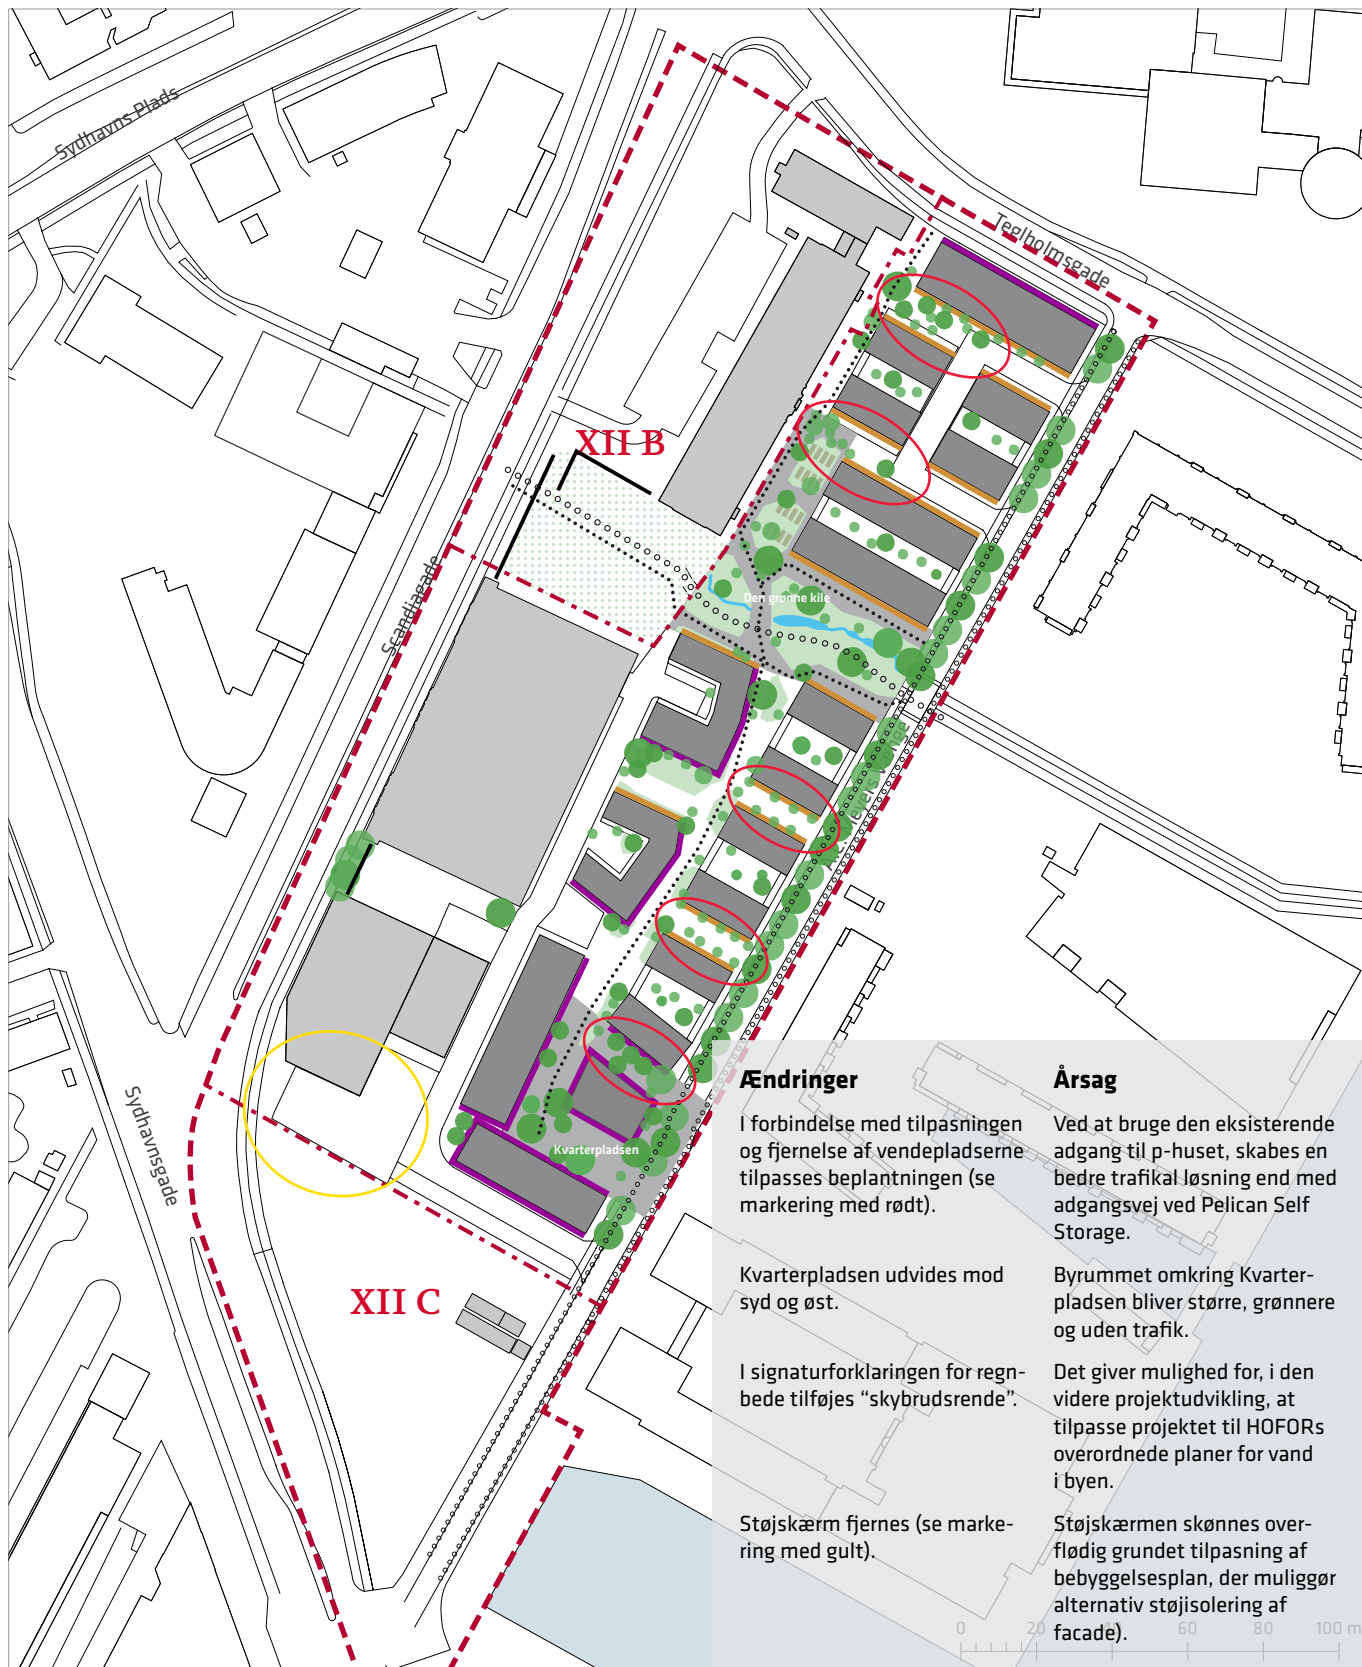 Sydhavns Plads
Teglholmsgade
XII B
Scandiagade
Den grønne kile
Kvarterpladsen
Sydhavnsgade
XII C
Ændringer
I forbindelse med tilpasningen
og fjernelse af vendepladserne
tilpasses beplantningen (se
markering med rødt).
Kvarterpladsen udvides mod
syd og øst.
I signaturforklaringen for regn-
bede tilføjes “skybrudsrende”.
Støjskærm fjernes (se marke-
ring med gult).
Årsag
Ved at bruge den eksisterende
adgang til p-huset, skabes en
bedre trafikal løsning end med
adgangsvej ved Pelican Self
Storage.
Byrummet omkring Kvarter-
pladsen bliver større, grønnere
og uden trafik.
Det giver mulighed for, i den
videre projektudvikling, at
tilpasse projektet til HOFORs
overordnede planer for vand
i byen.
Støjskærmen skønnes over-
flødig grundet tilpasning af
bebyggelsesplan, der muliggør
alternativ støjisolering af
facade).
0 20 40 60 80 100 m